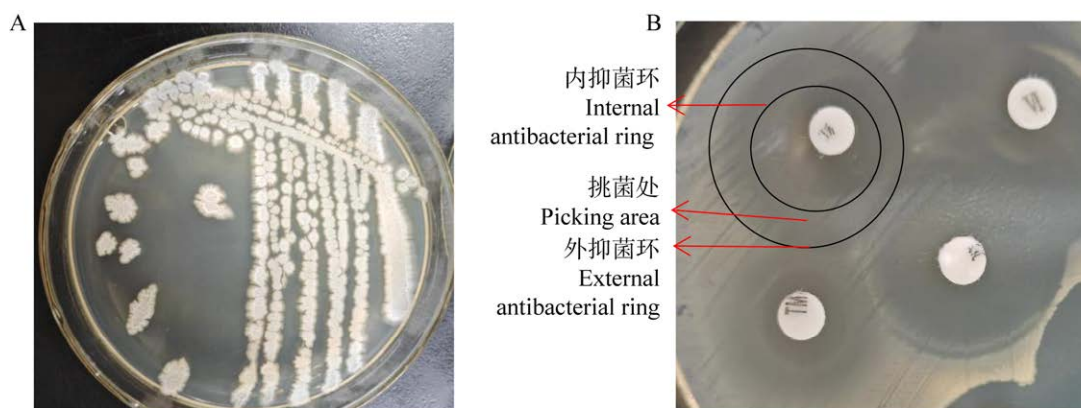 A
B
内抑菌环
Internal
antibacterial ring
挑菌处
Picking area
外抑菌环
External
antibacterial ring
TM